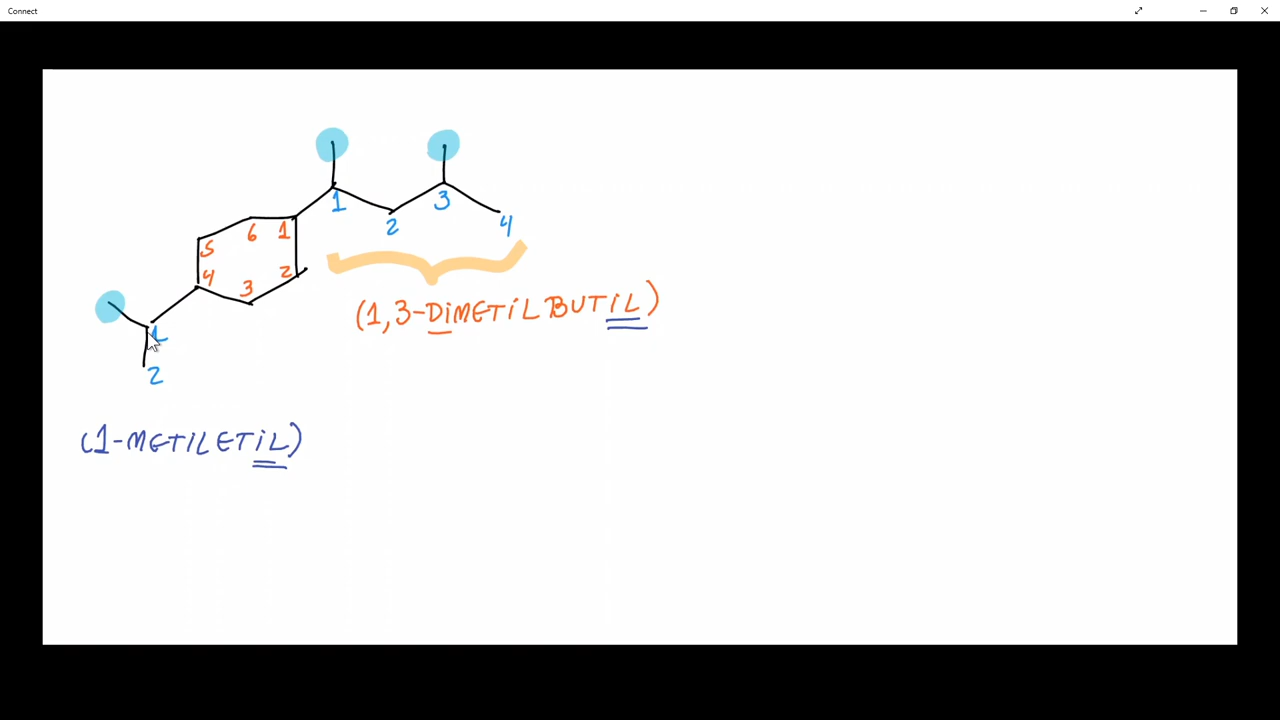 Connect
1 2 3 4
5 6 1
4 3 2
(1,3-DiMETiLBUTiL)
1
2
(1-METiLETiL)